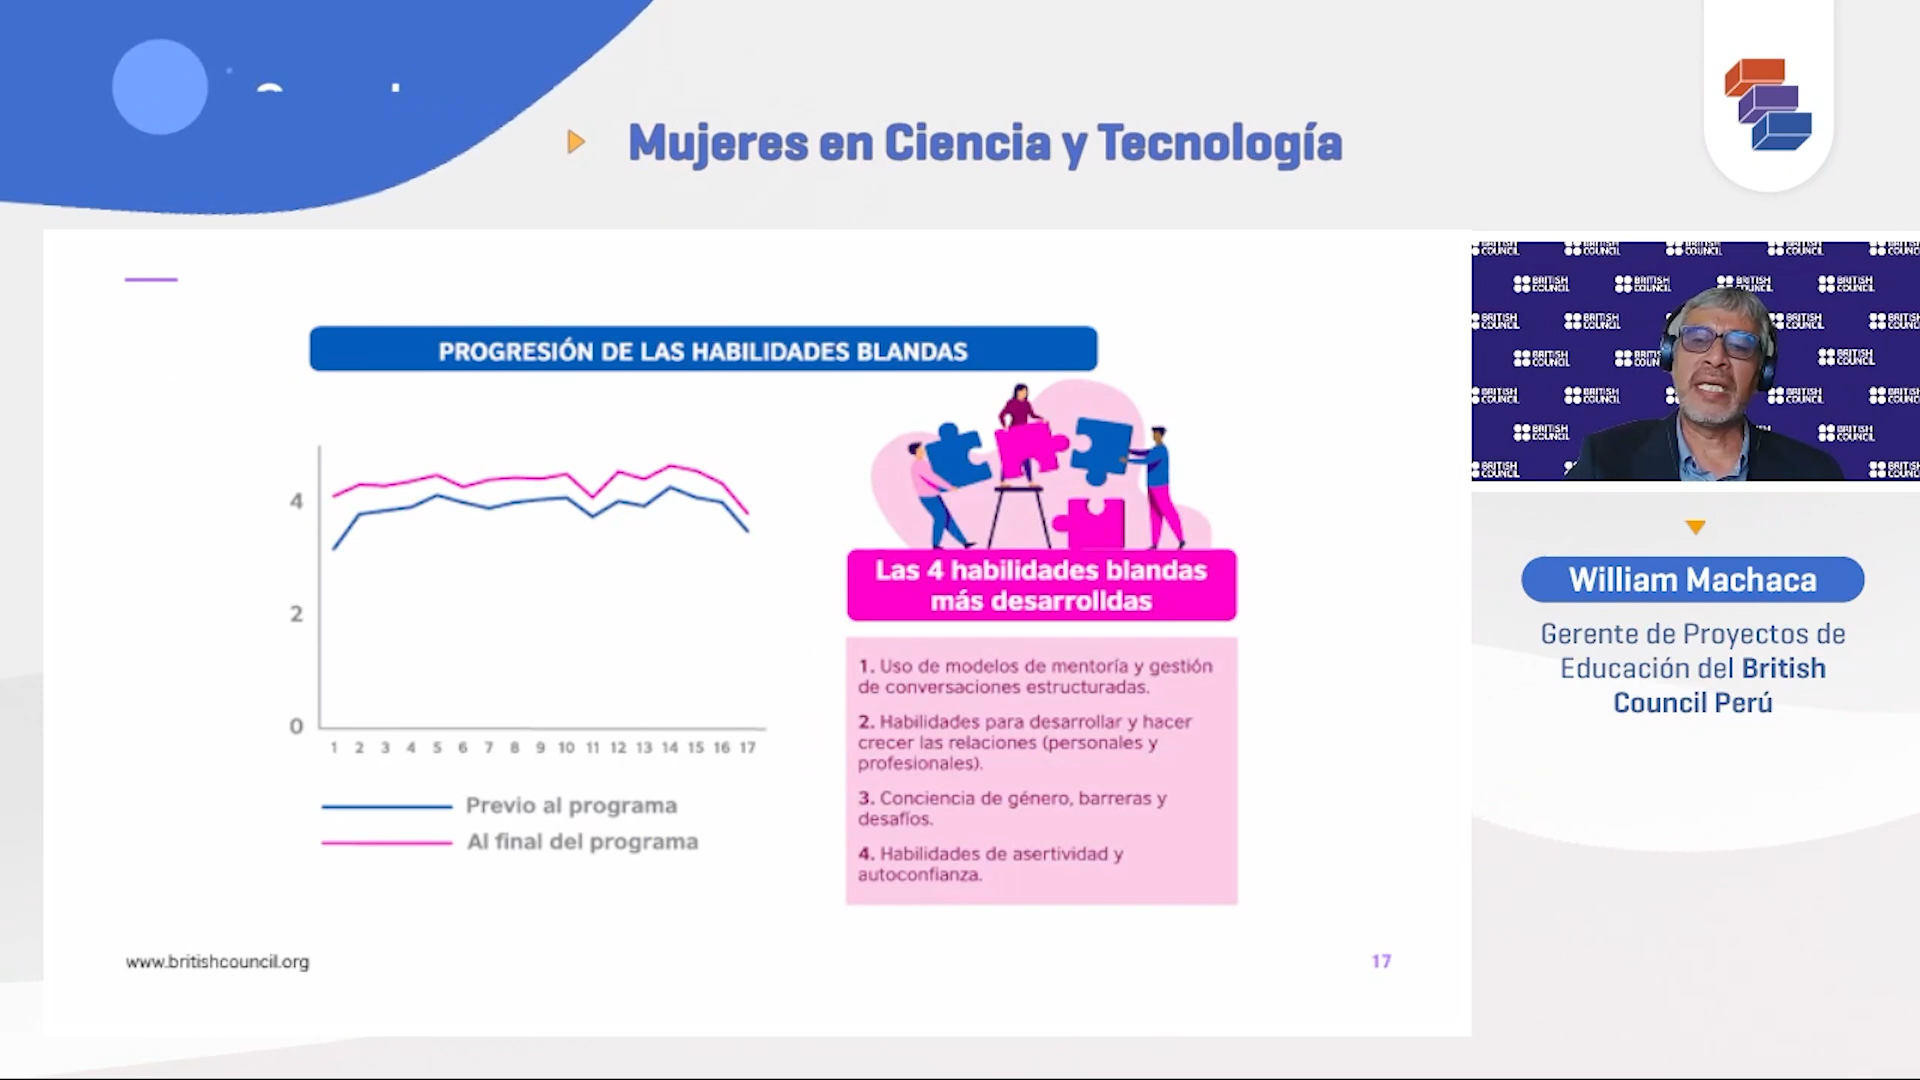 Mujeres en Ciencia y Tecnología
PROGRESIÓN DE LAS HABILIDADES BLANDAS
4
2
0
1 2 3 4 5 6 7 8 9 10 11 12 13 14 15 16 17
Previo al programa
Al final del programa
Las 4 habilidades blandas
más desarrolldas
1. Uso de modelos de mentoría y gestión
de conversaciones estructuradas.
2. Habilidades para desarrollar y hacer
crecer las relaciones (personales y
profesionales).
3. Conciencia de género, barreras y
desafíos.
4. Habilidades de asertividad y
autoconfianza.
www.britishcouncil.org
17
BRITISH
COUNCIL
William Machaca
Gerente de Proyectos de
Educación del British
Council Perú